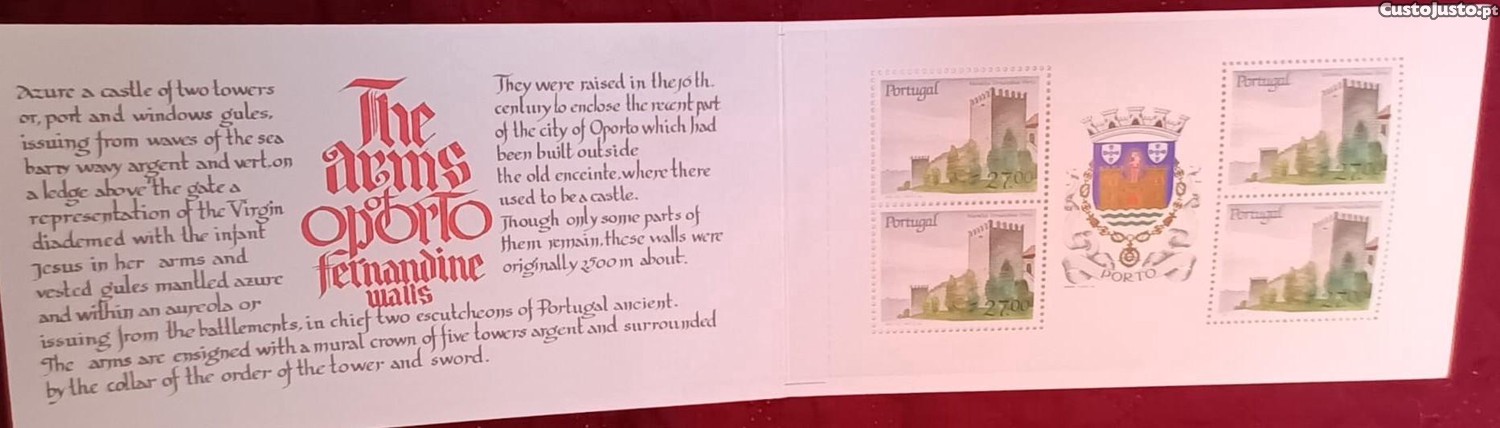 Custojusto.pt
Azure a castle of two towers
or, port and windows gules,
issuing from waves of the sea
barry wavy argent and vert, on
a ledge above the gate a
representation of the Virgin
diademed with the infant
Jesus in her arms and
vested gules mantled azure
and within an aureola or
issuing from the battlements, in chief two escutcheons of Portugal ancient.
The arms are ensigned with a mural crown of five towers argent and surrounded
by the collar of the order of the tower and sword.
The
arms
of
oporto
fernandine
walls
They were raised in the
century to enclose the recent part
of the city of Oporto which had
been built outside
the old enceinte, where there
used to be a castle.
Though only some parts of
them remain, these walls were
originally 2500 m about.
Portugal
27.00
Portugal
27.00
PORTO
Portugal
27.00
Portugal
27.00